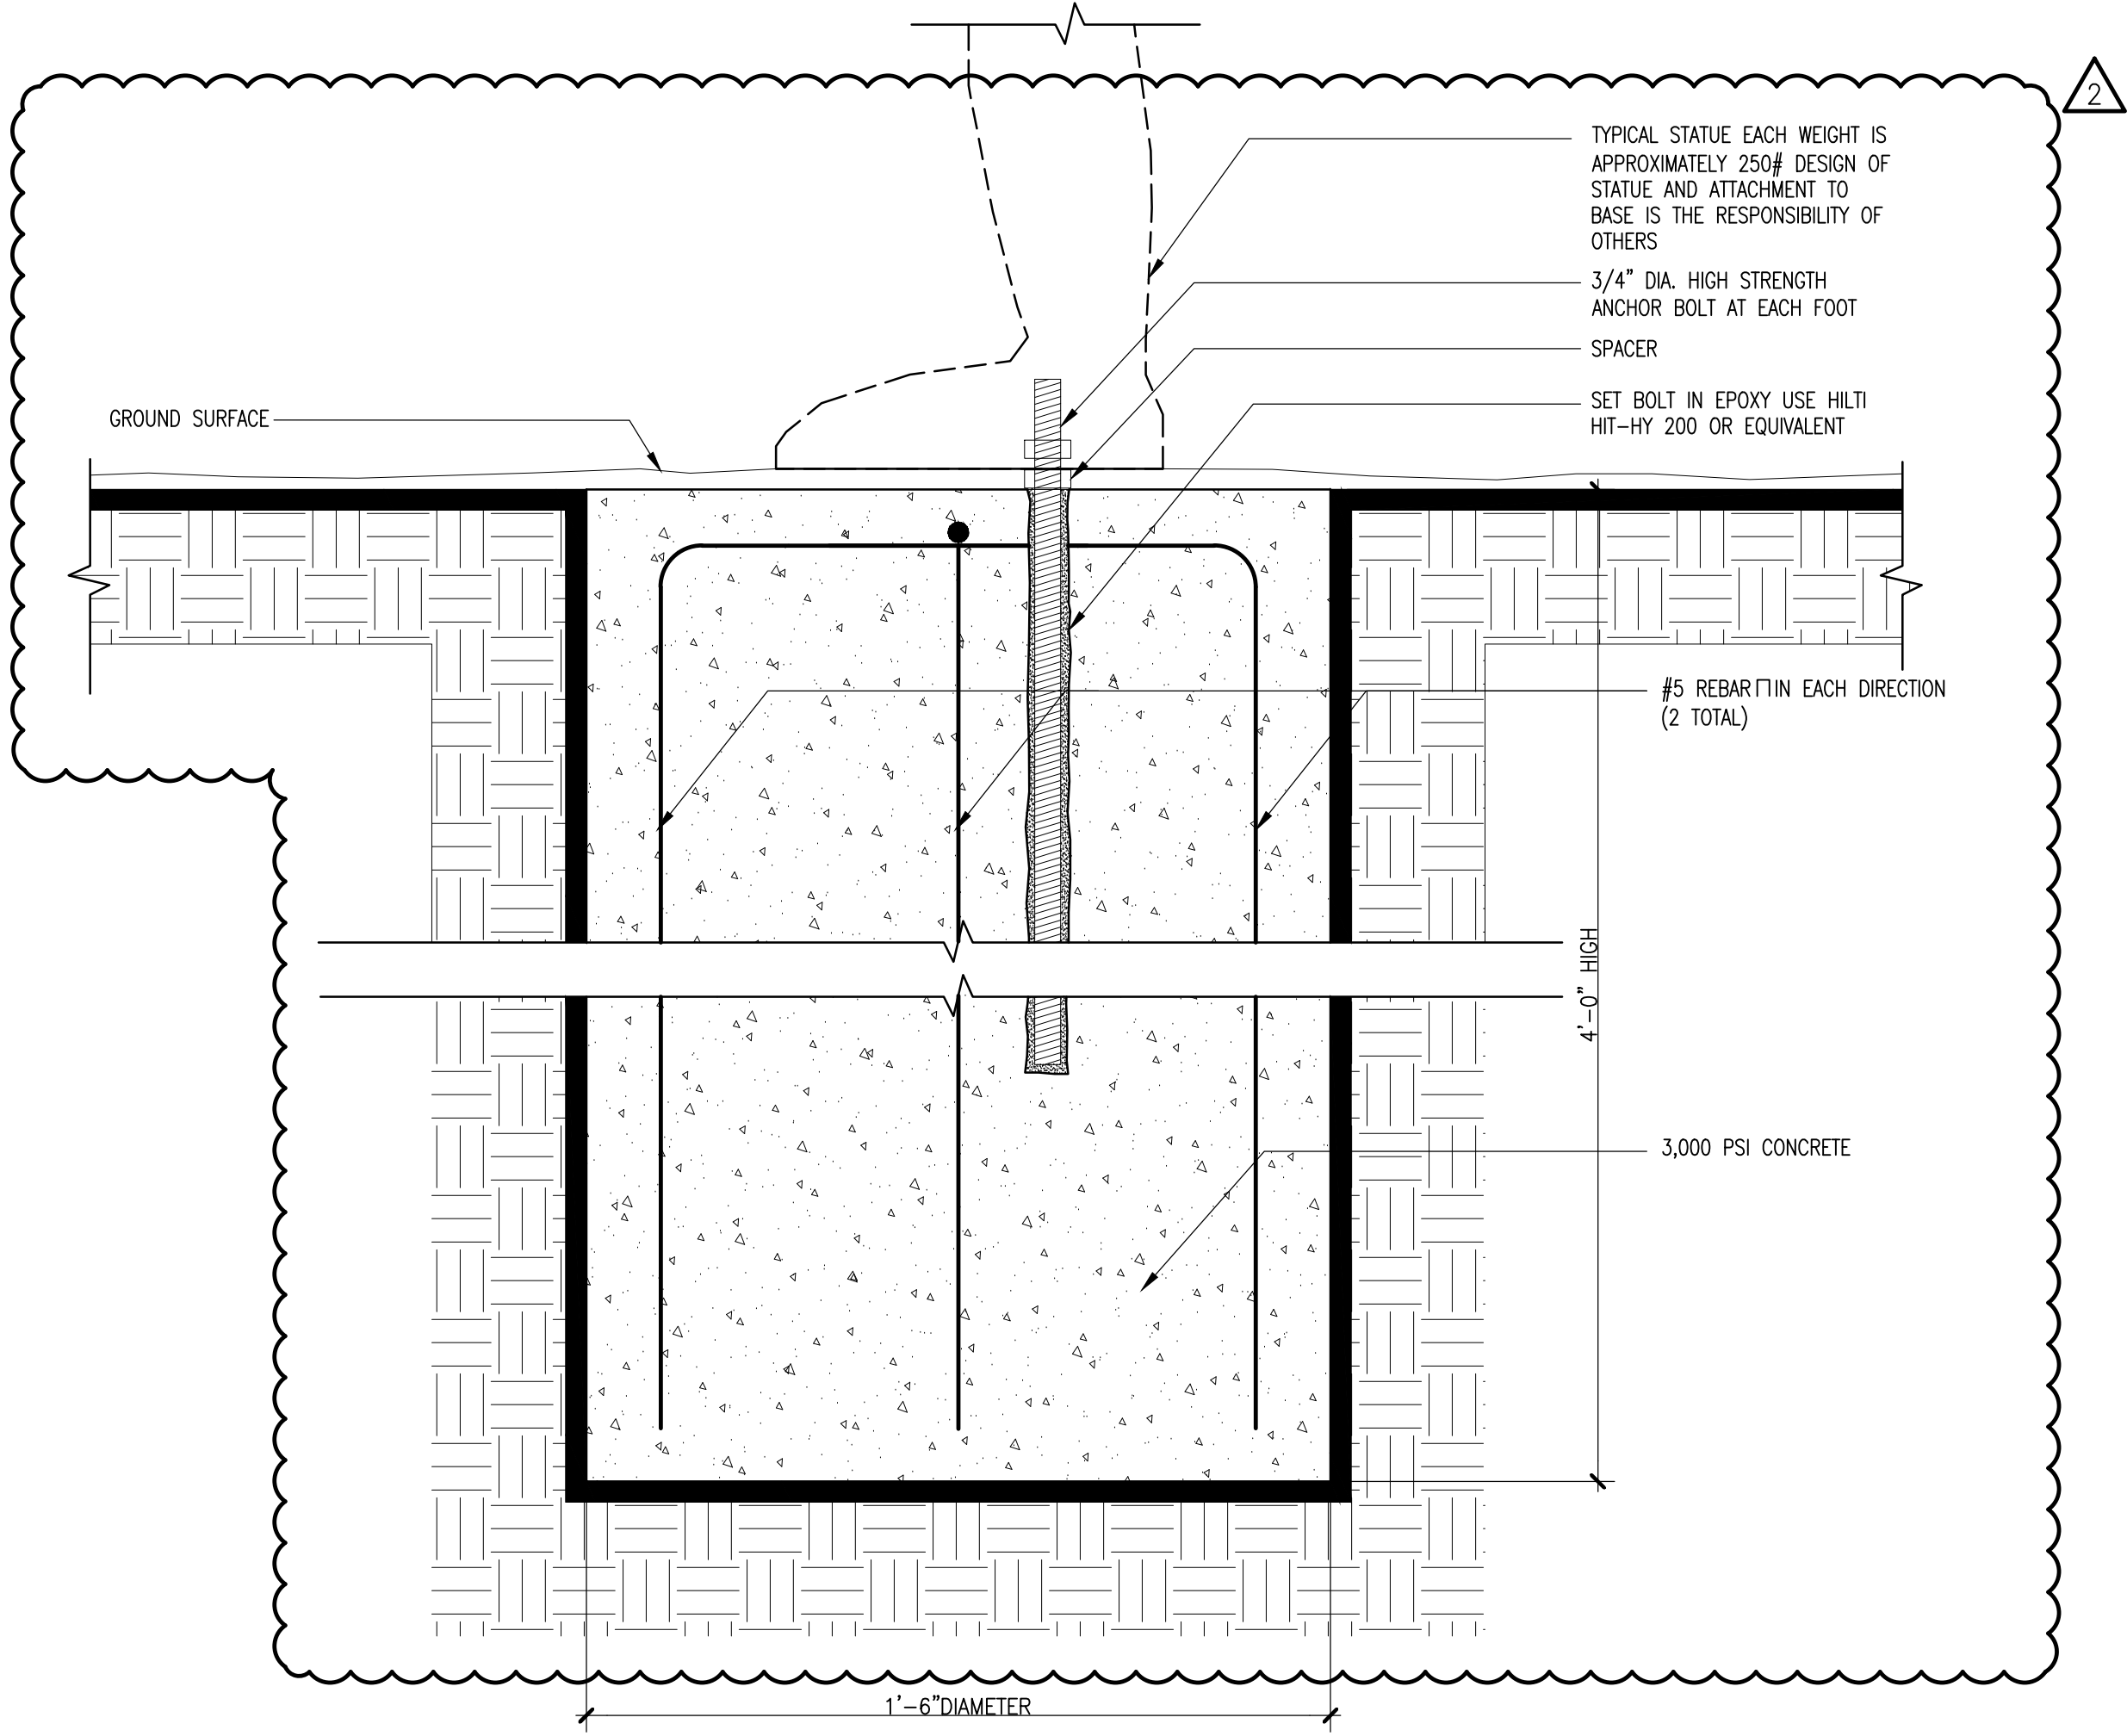 2
TYPICAL STATUE EACH WEIGHT IS
APPROXIMATELY 250# DESIGN OF
STATUE AND ATTACHMENT TO
BASE IS THE RESPONSIBILITY OF
OTHERS
3/4" DIA. HIGH STRENGTH
ANCHOR BOLT AT EACH FOOT
SPACER
SET BOLT IN EPOXY USE HILTI
HIT-HY 200 OR EQUIVALENT
GROUND SURFACE
#5 REBAR IN EACH DIRECTION
(2 TOTAL)
4'-0" HIGH
3,000 PSI CONCRETE
1'-6"DIAMETER